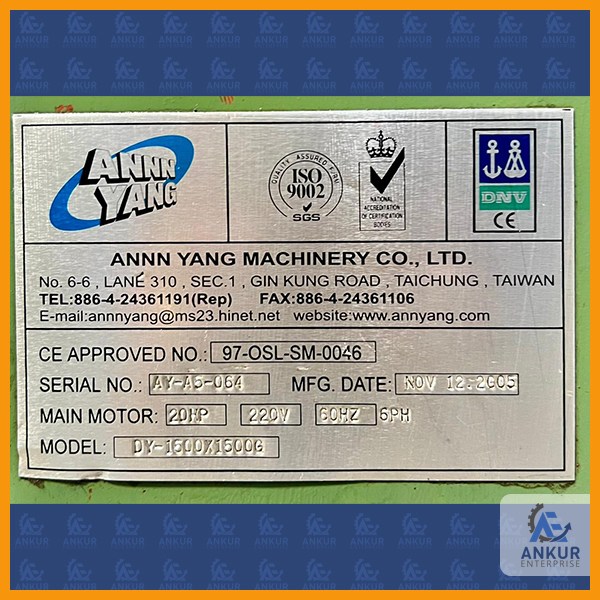 ANNN
YANG
QUALITY ASSURED FIRM
ISO
9002
SGS
NATIONAL
ACCREDITATION
OF CERTIFICATION
BODIES
DNV
CE
ANNN YANG MACHINERY CO., LTD.
No. 6-6 , LANE 310 , SEC.1 , GIN KUNG ROAD , TAICHUNG , TAIWAN
TEL:886-4-24361191(Rep) FAX:886-4-24361106
E-mail:annnyang@ms23.hinet.net website:www.annyang.com
CE APPROVED NO.: 97-OSL-SM-0046
SERIAL NO.: AY-A5-064 MFG. DATE: NOV 12.2005
MAIN MOTOR: 20HP 220V 60HZ 6PH
MODEL: DY-1500X1500G
ANKUR
ENTERPRISE